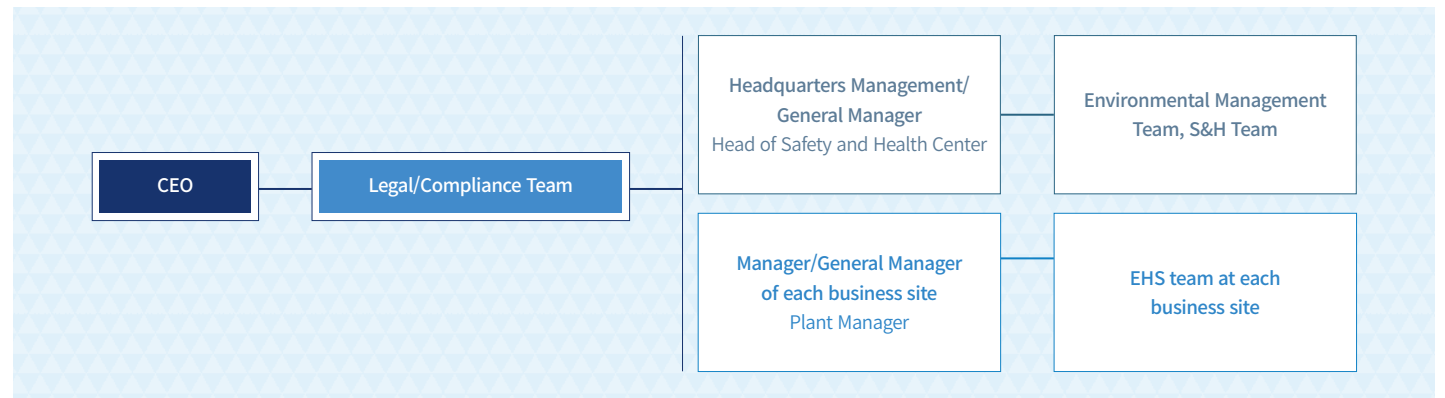 CEO
Legal/Compliance Team
Headquarters Management/
General Manager
Head of Safety and Health Center
Environmental Management
Team, S&H Team
Manager/General Manager
of each business site
Plant Manager
EHS team at each
business site